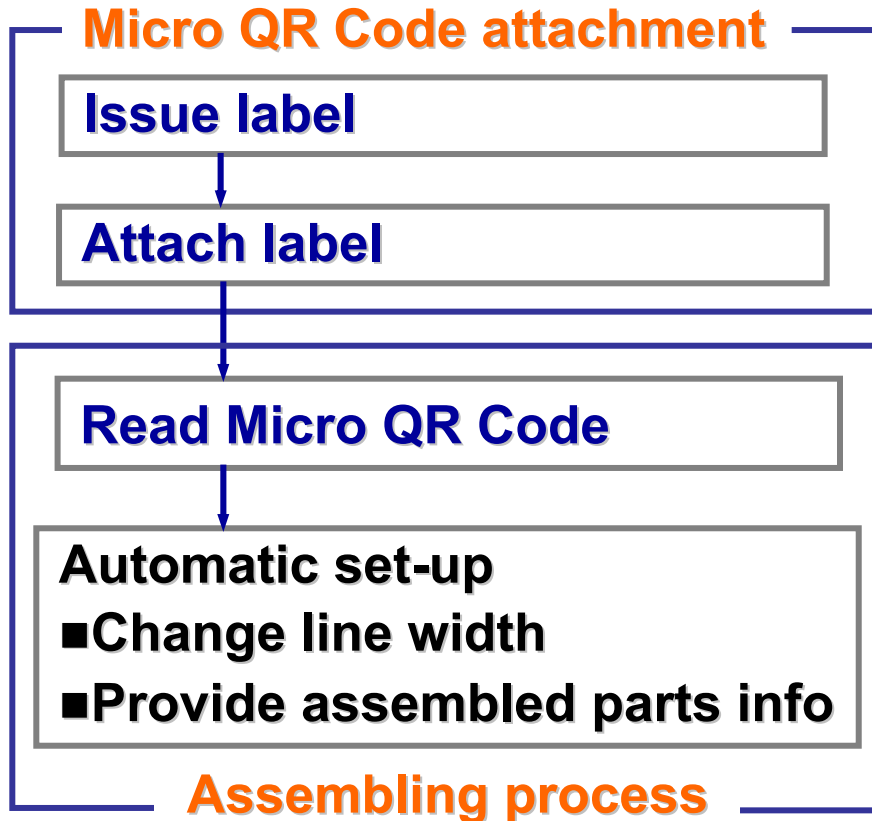 Micro QR Code attachment
Issue label
Attach label
Read Micro QR Code
Automatic set-up
■Change line width
■Provide assembled parts info
Assembling process